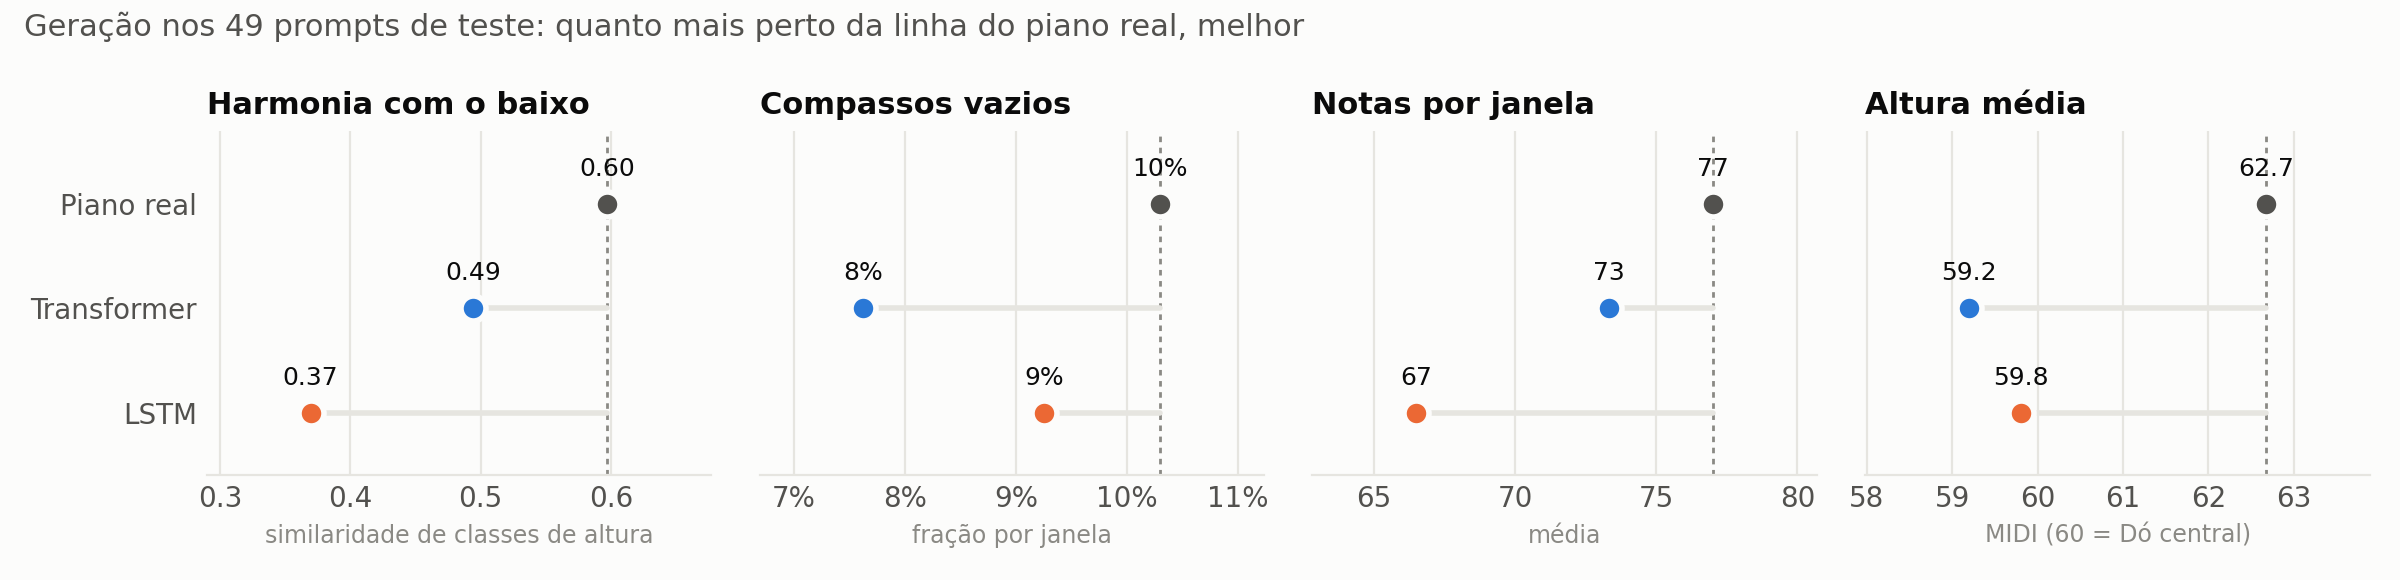 Geração nos 49 prompts de teste: quanto mais perto da linha do piano real, melhor
Harmonia com o baixo
Compassos vazios
Notas por janela
Altura média
Piano real
Transformer
LSTM
0.60
0.49
0.37
0.3 0.4 0.5 0.6
similaridade de classes de altura
10%
8%
9%
7% 8% 9% 10% 11%
fração por janela
77
73
67
65 70 75 80
média
62.7
59.2
59.8
58 59 60 61 62 63
MIDI (60 = Dó central)